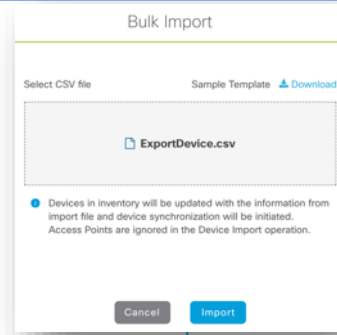 Bulk Import
Select CSV file Sample Template Download
ExportDevice.csv
Devices in inventory will be updated with the information from
import file and device synchronization will be initiated.
Access Points are ignored in the Device Import operation.
Cancel Import